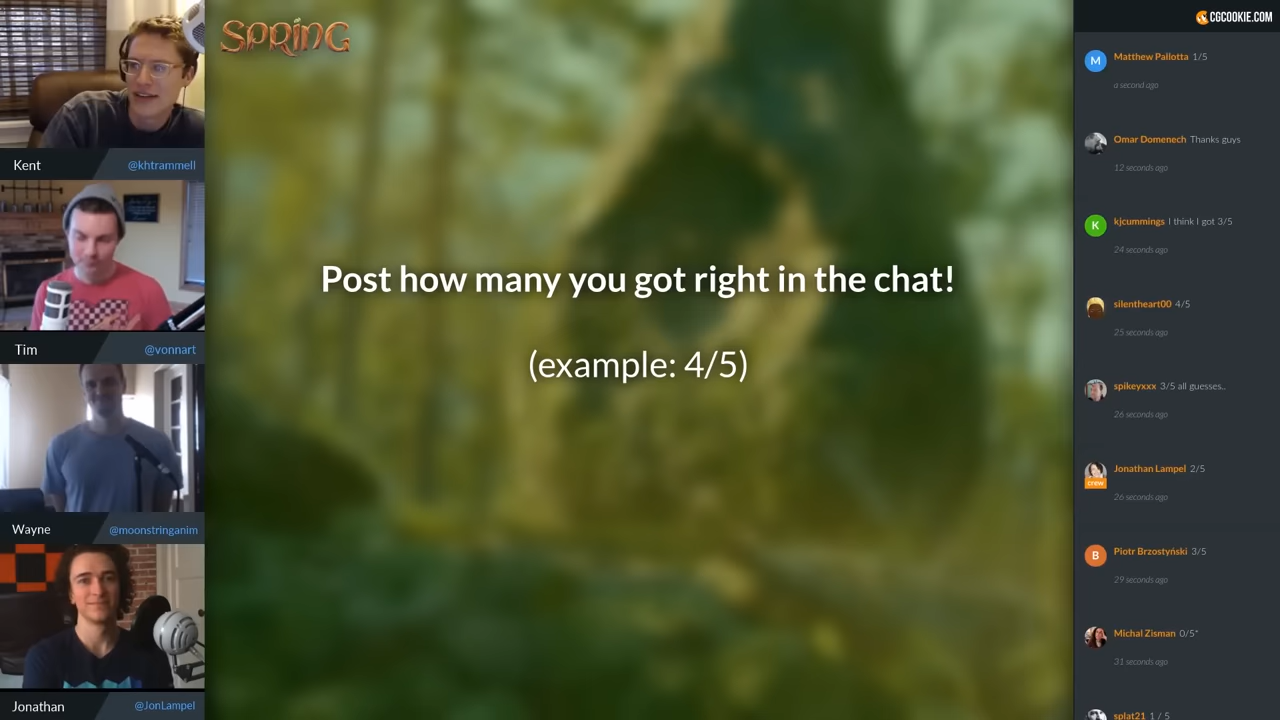 Kent
@khtrammell
Tim
@vonnart
Wayne
@moonstringanim
Jonathan
@JonLampel
SPRING
Post how many you got right in the chat!
(example: 4/5)
CGCOOKIE.COM
M
Matthew Pallotta 1/5
a second ago
Omar Domenech Thanks guys
12 seconds ago
K
kjcummings I think I got 3/5
24 seconds ago
silentheart00 4/5
25 seconds ago
spikeyxxx 3/5 all guesses..
26 seconds ago
Jonathan Lampel 2/5
crew
26 seconds ago
B
Piotr Brzostyński 3/5
29 seconds ago
Michal Zisman 0/5*
31 seconds ago
splat21 1 / 5